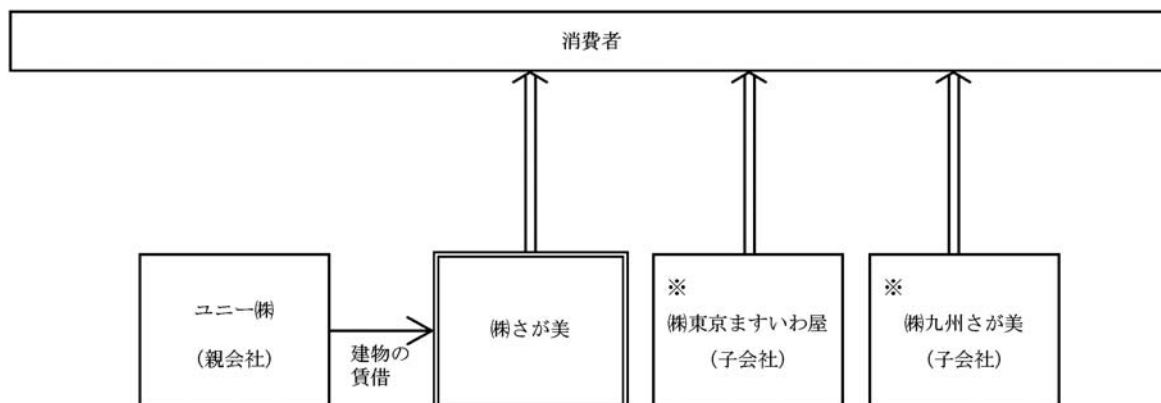 消費者
ユニー㈱
（親会社）
建物の
賃借
㈱さが美
※
㈱東京ますいわ屋
（子会社）
※
㈱九州さが美
（子会社）